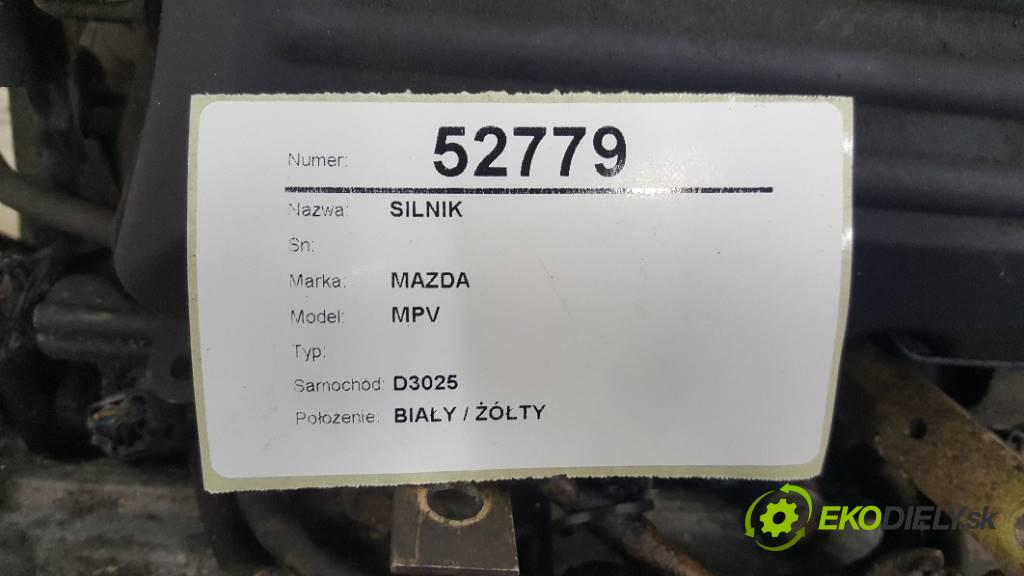 Numer: 52779
Nazwa: SILNIK
Sn:
Marka: MAZDA
Model: MPV
Typ:
Samochód: D3025
Położenie: BIAŁY / ŻÓŁTY
EKODIELY.sk